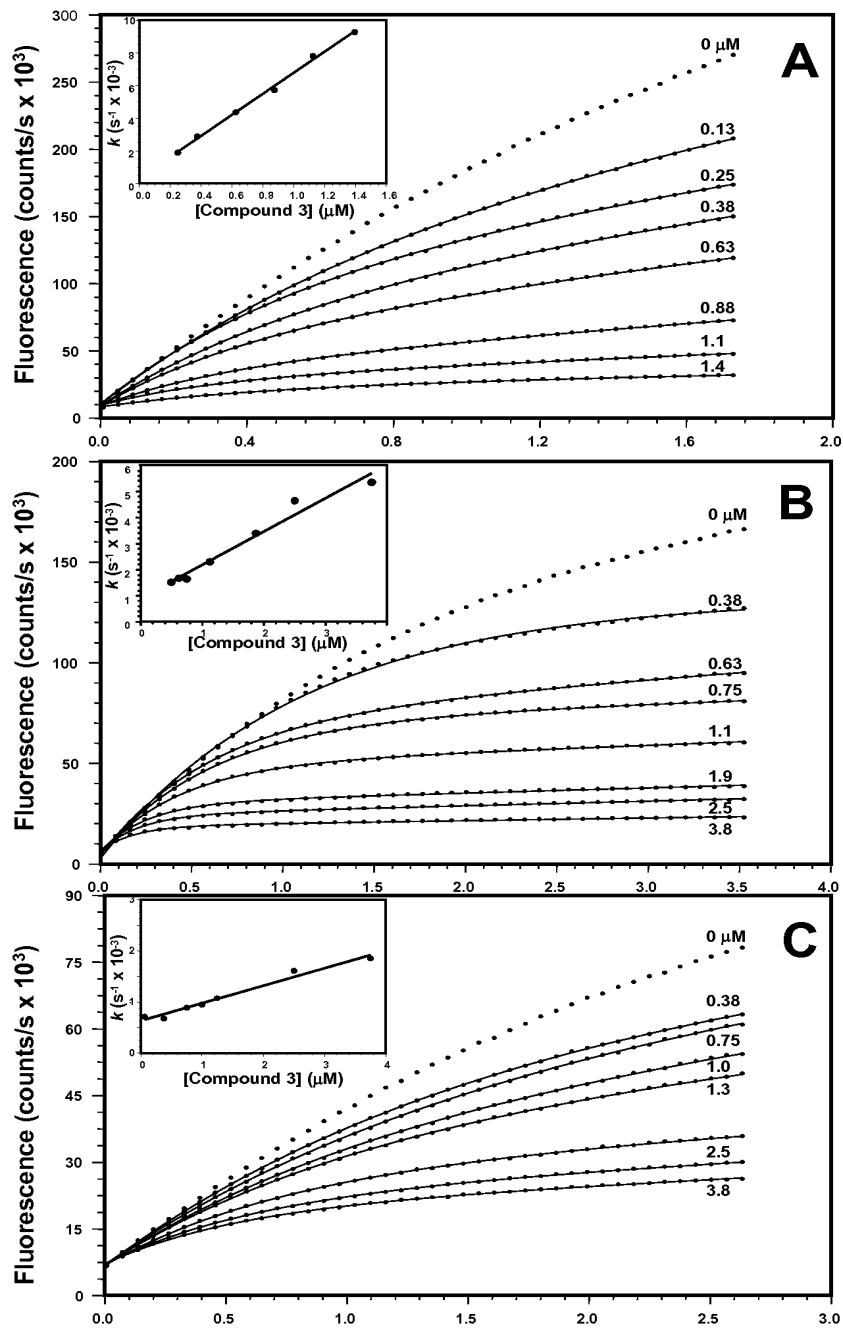 A
Fluorescence (counts/s x 10³)
300
250
200
150
100
50
0
0.0 0.4 0.8 1.2 1.6 2.0
0 μM
0.13
0.25
0.38
0.63
0.88
1.1
1.4
k (s⁻¹ x 10⁻³)
10
8
6
4
2
0
0.0 0.2 0.4 0.6 0.8 1.0 1.2 1.4 1.6
[Compound 3] (μM)
B
Fluorescence (counts/s x 10³)
200
150
100
50
0
0.0 0.5 1.0 1.5 2.0 2.5 3.0 3.5 4.0
0 μM
0.38
0.63
0.75
1.1
1.9
2.5
3.8
k (s⁻¹ x 10⁻³)
6
5
4
3
2
1
0
0 1 2 3
[Compound 3] (μM)
C
Fluorescence (counts/s x 10³)
90
75
60
45
30
15
0
0.0 0.5 1.0 1.5 2.0 2.5 3.0
0 μM
0.38
0.75
1.0
1.3
2.5
3.8
k (s⁻¹ x 10⁻³)
3
2
1
0
0 1 2 3 4
[Compound 3] (μM)